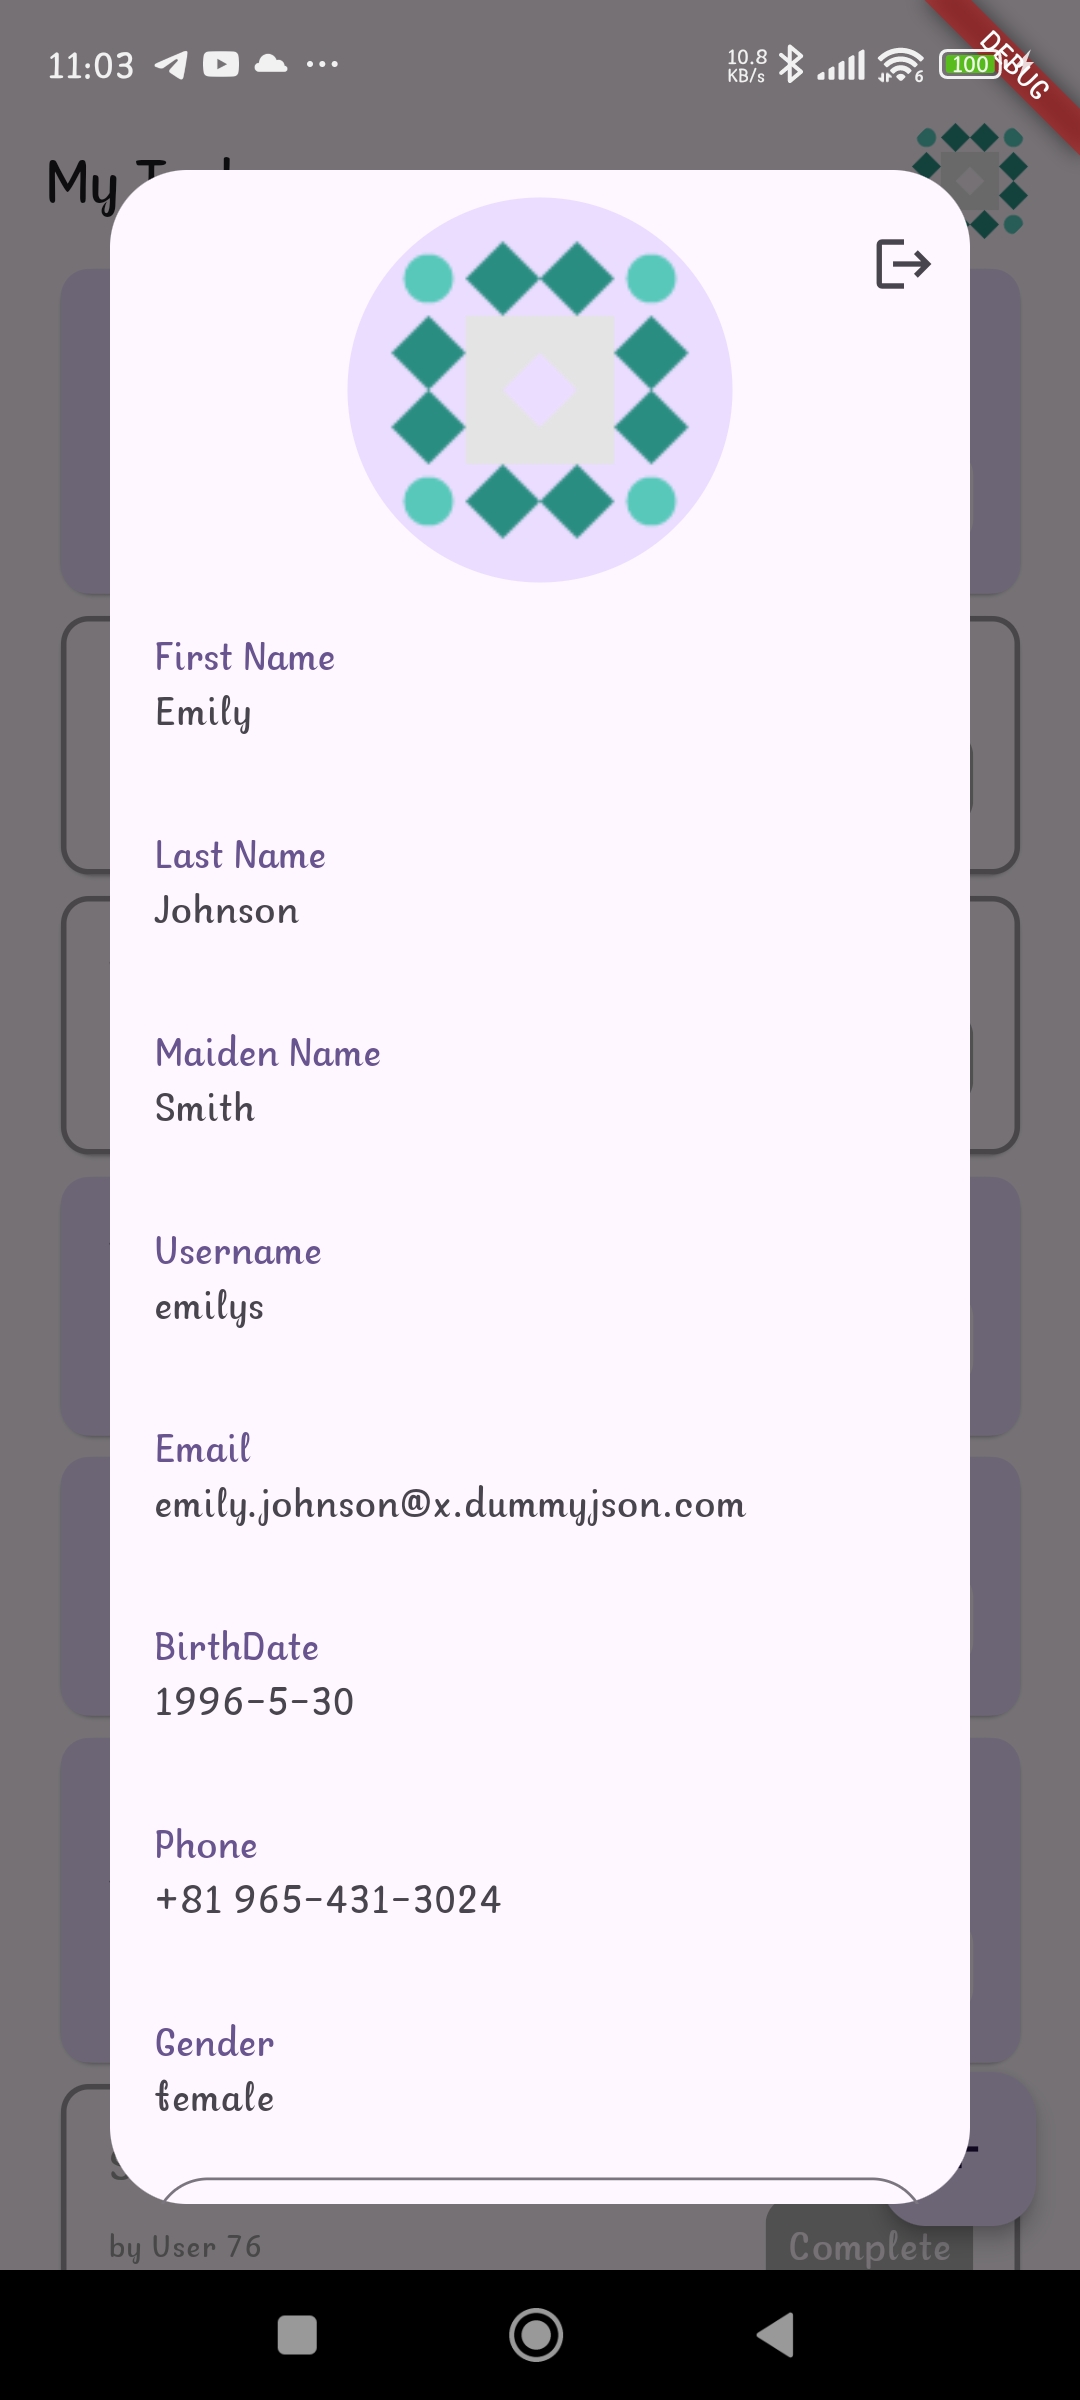 11:03
10.8
KB/s
6
100
DEBUG
My
First Name
Emily
Last Name
Johnson
Maiden Name
Smith
Username
emilys
Email
emily.johnson@x.dummyjson.com
BirthDate
1996-5-30
Phone
+81 965-431-3024
Gender
female
by User 76
Complete